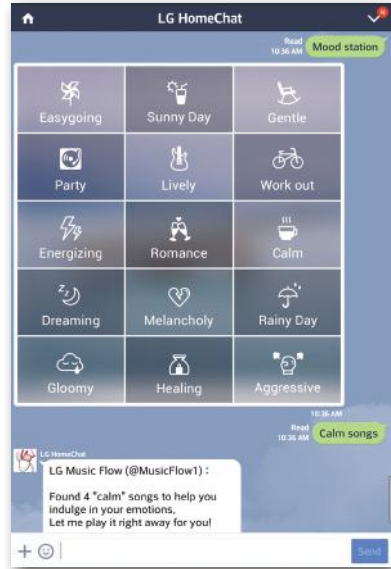 LG HomeChat
N
Read
10:36 AM Mood station
Easygoing Sunny Day Gentle
Party Lively Work out
Energizing Romance Calm
Dreaming Melancholy Rainy Day
Gloomy Healing Aggressive
10:36 AM
Read
10:36 AM Calm songs
LG HomeChat
LG Music Flow (@MusicFlow1) :
Found 4 "calm" songs to help you
indulge in your emotions,
Let me play it right away for you!
Send